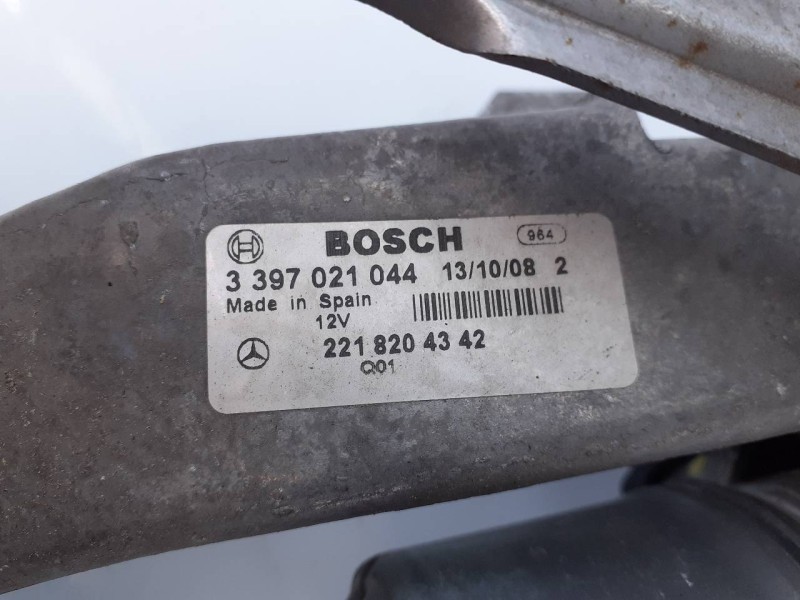 BOSCH 964
3 397 021 044 13/10/08 2
Made in Spain
12V
221 820 43 42
Q01